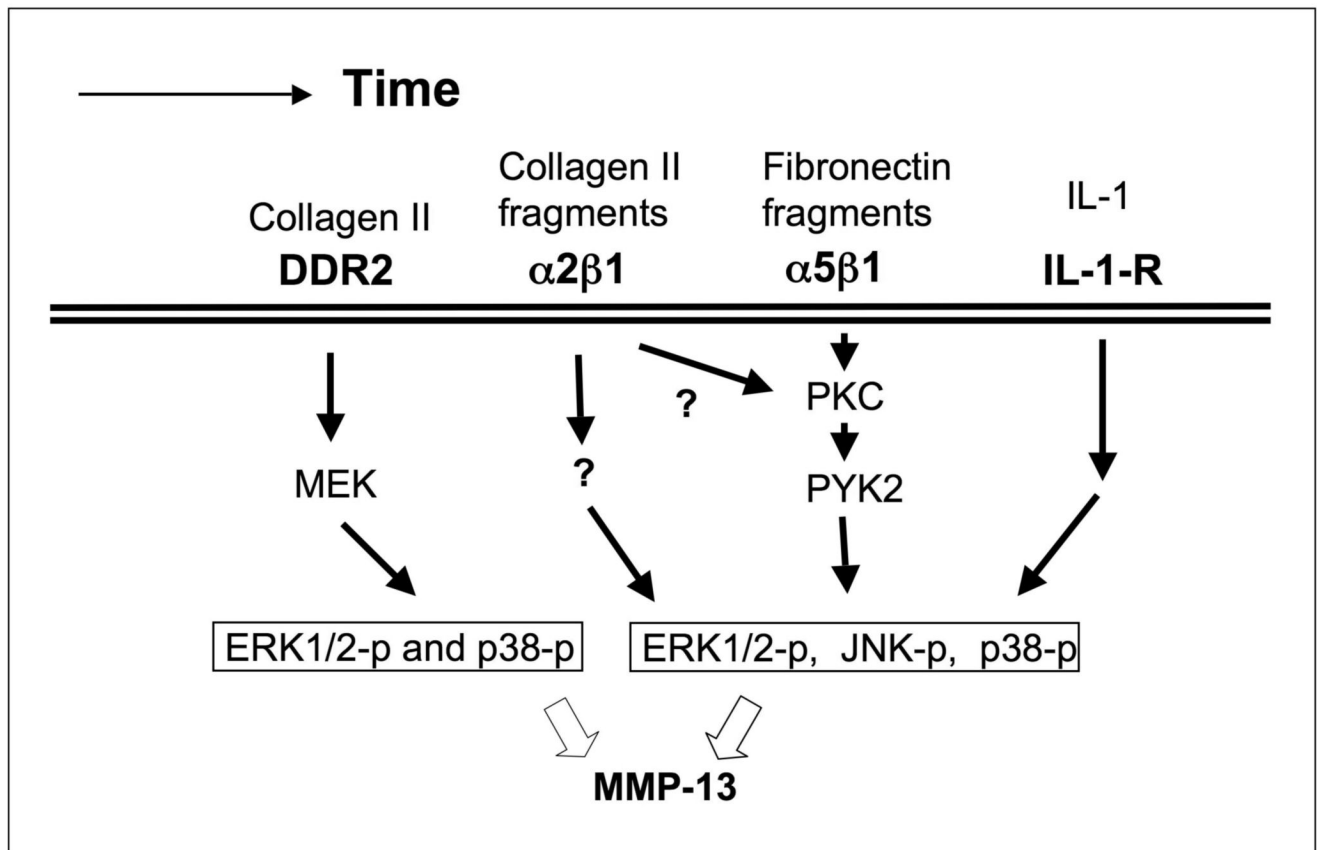 Time
Collagen II
DDR2
Collagen II
fragments
α2β1
Fibronectin
fragments
α5β1
IL-1
IL-1-R
?
PKC
MEK
?
PYK2
ERK1/2-p and p38-p
ERK1/2-p, JNK-p, p38-p
MMP-13